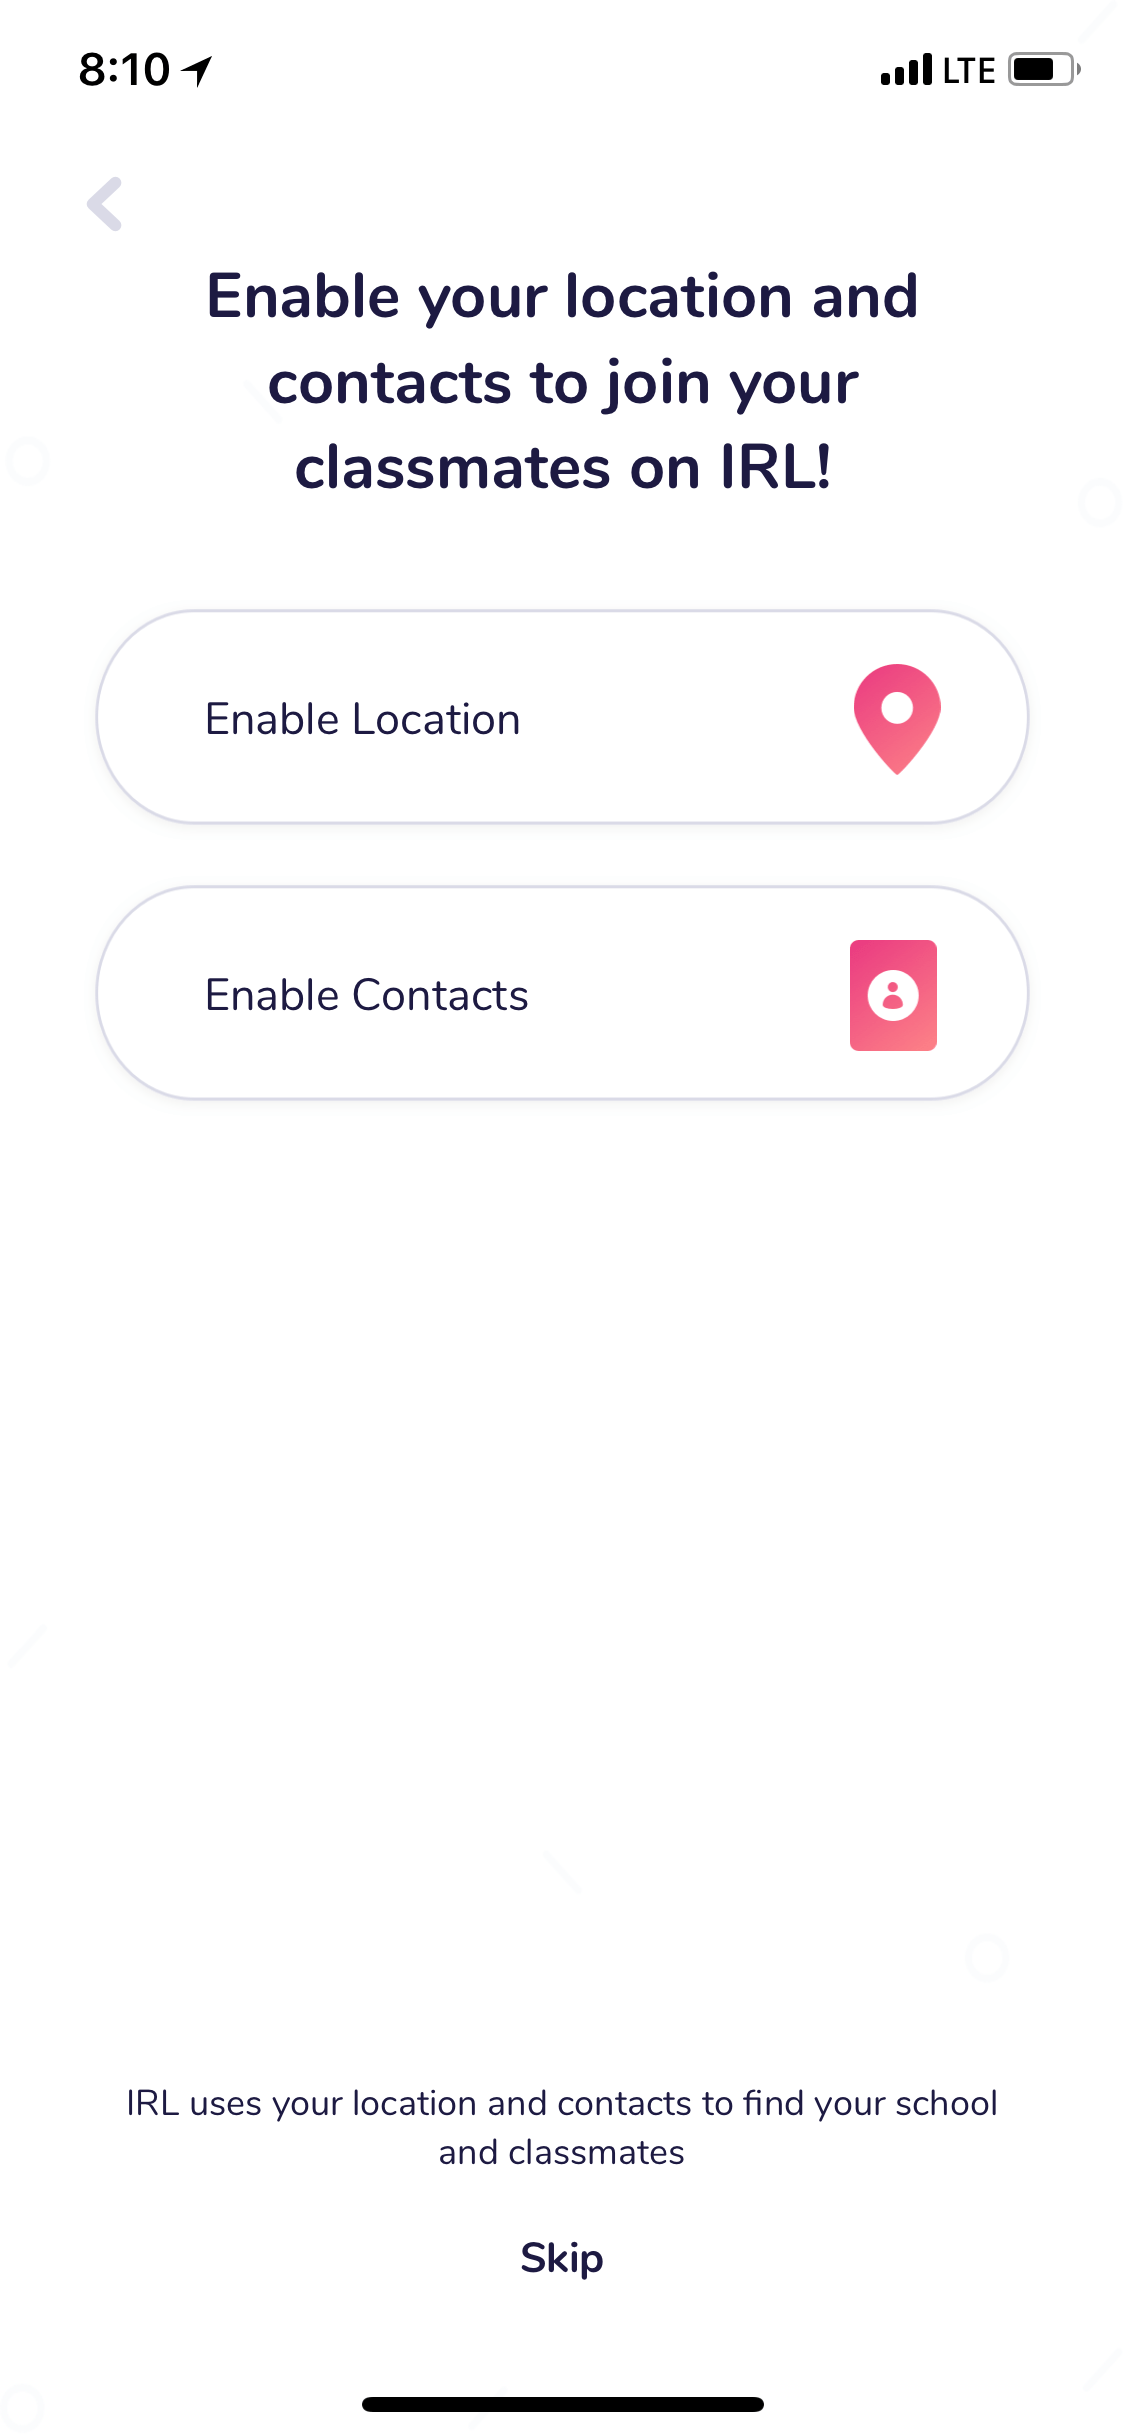 8:10 LTE
Enable your location and
contacts to join your
classmates on IRL!
Enable Location
Enable Contacts
IRL uses your location and contacts to find your school
and classmates
Skip